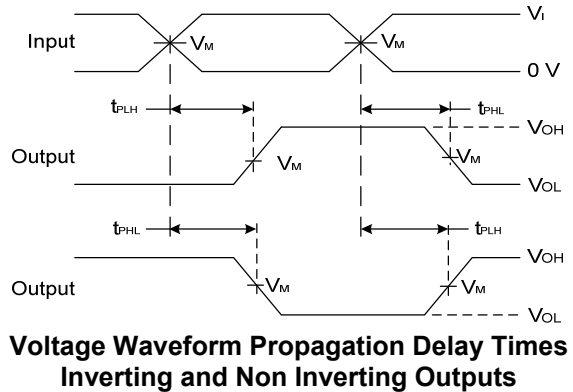 VI
Input VM VM
0 V
tPLH tPHL
VOH
Output VM VM
VOL
tPHL tPLH
VOH
Output VM VM
VOL
Voltage Waveform Propagation Delay Times
Inverting and Non Inverting Outputs